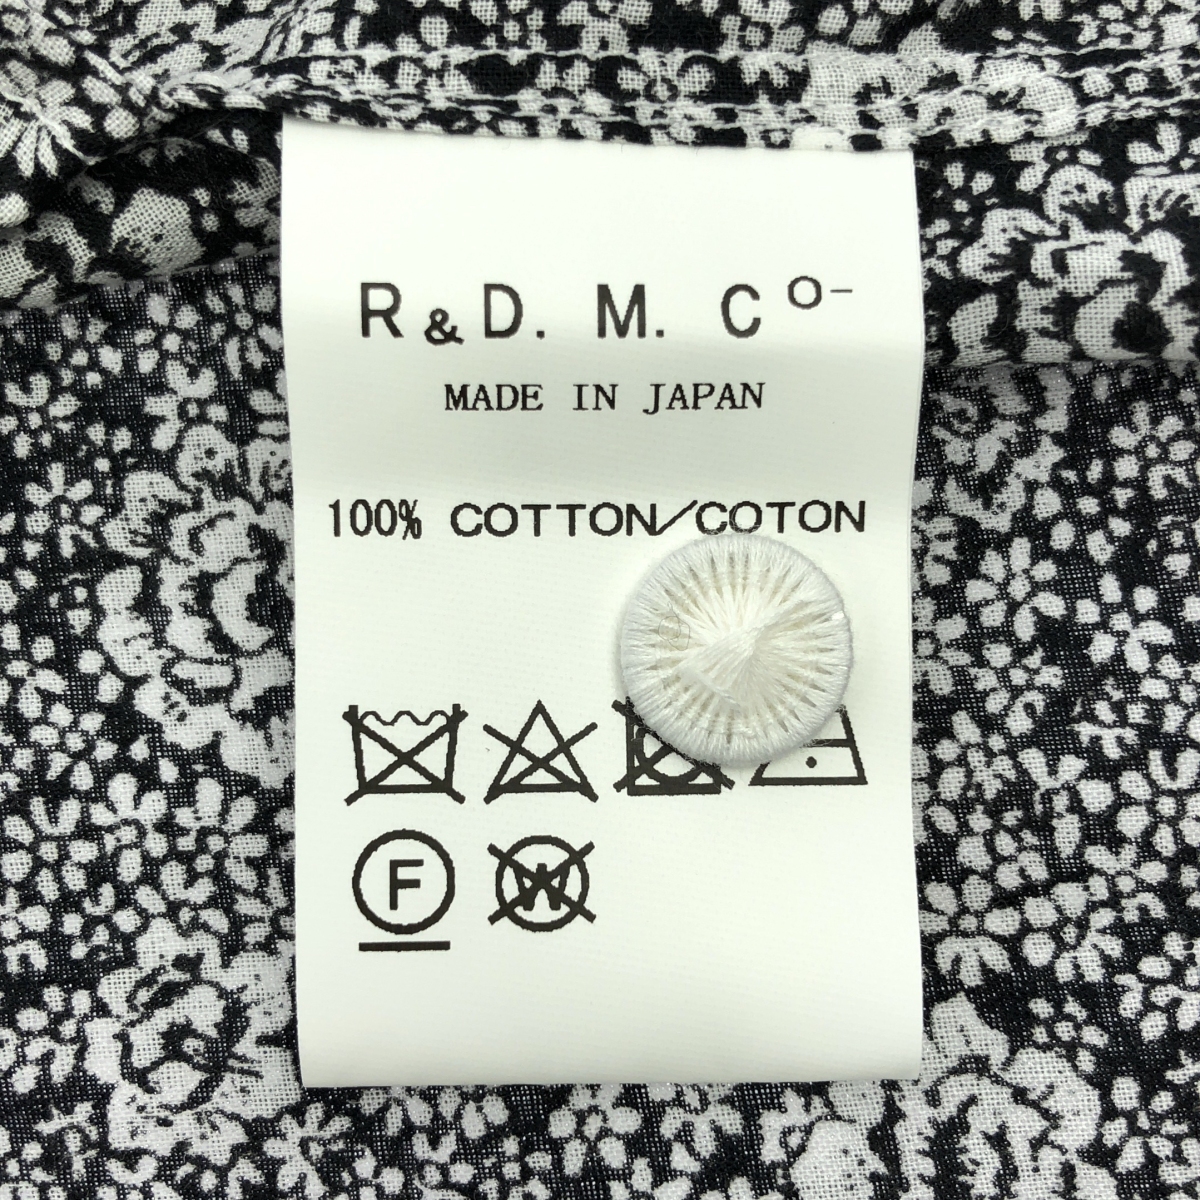 R&D. M. Co-
MADE IN JAPAN
100% COTTON/COTON
F
W